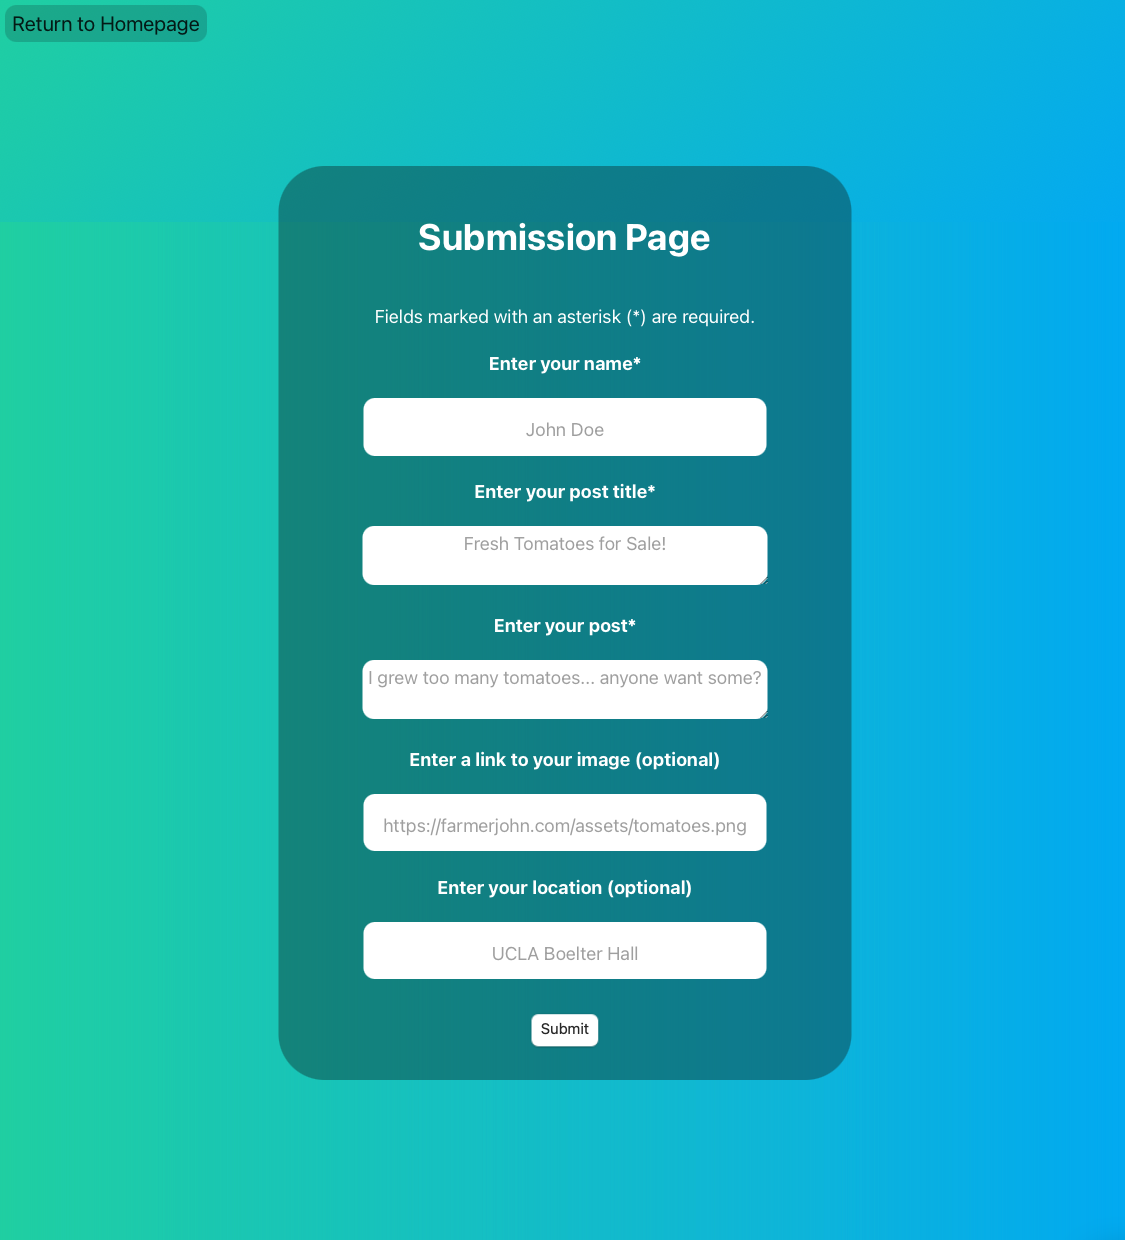 Return to Homepage
Submission Page
Fields marked with an asterisk (*) are required.
Enter your name*
John Doe
Enter your post title*
Fresh Tomatoes for Sale!
Enter your post*
I grew too many tomatoes... anyone want some?
Enter a link to your image (optional)
https://farmerjohn.com/assets/tomatoes.png
Enter your location (optional)
UCLA Boelter Hall
Submit